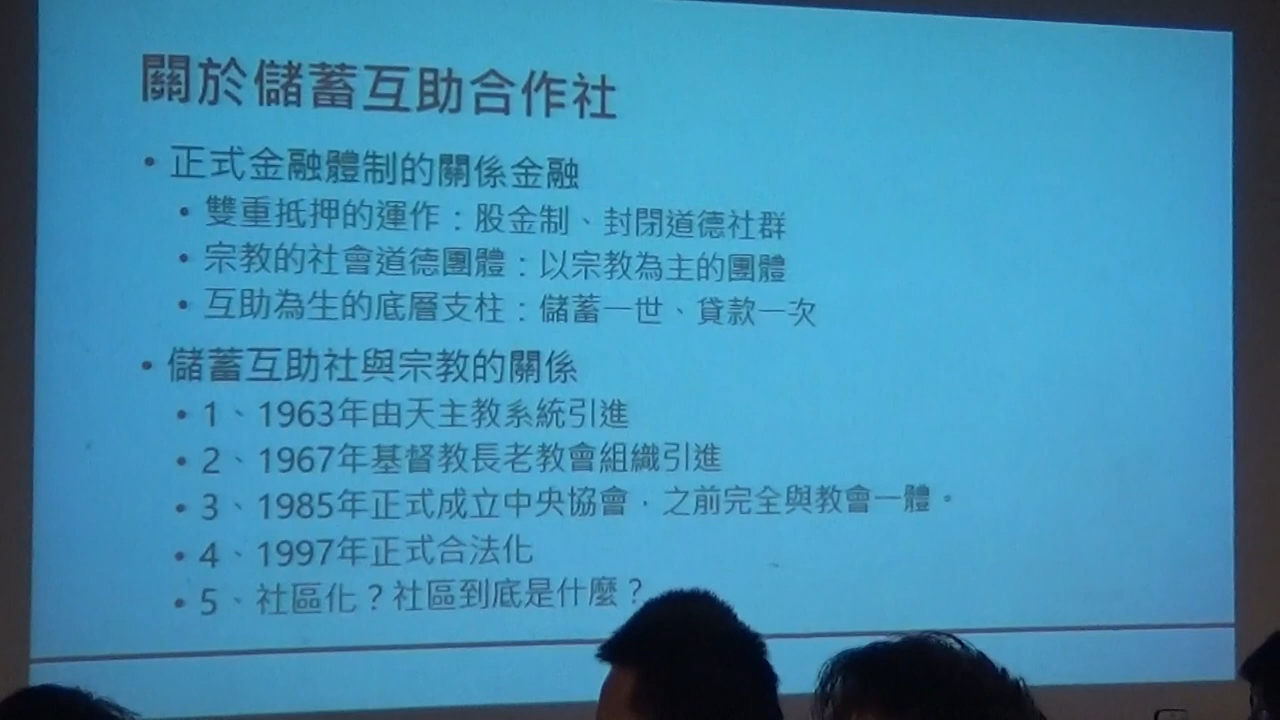 關於儲蓄互助合作社
• 正式金融體制的關係金融
• 雙重抵押的運作：股金制、封閉道德社群
• 宗教的社會道德團體：以宗教為主的團體
• 互助為生的底層支柱：儲蓄一世、貸款一次
• 儲蓄互助社與宗教的關係
• 1、1963年由天主教系統引進
• 2、1967年基督教長老教會組織引進
• 3、1985年正式成立中央協會，之前完全與教會一體。
• 4、1997年正式合法化
• 5、社區化？社區到底是什麼？